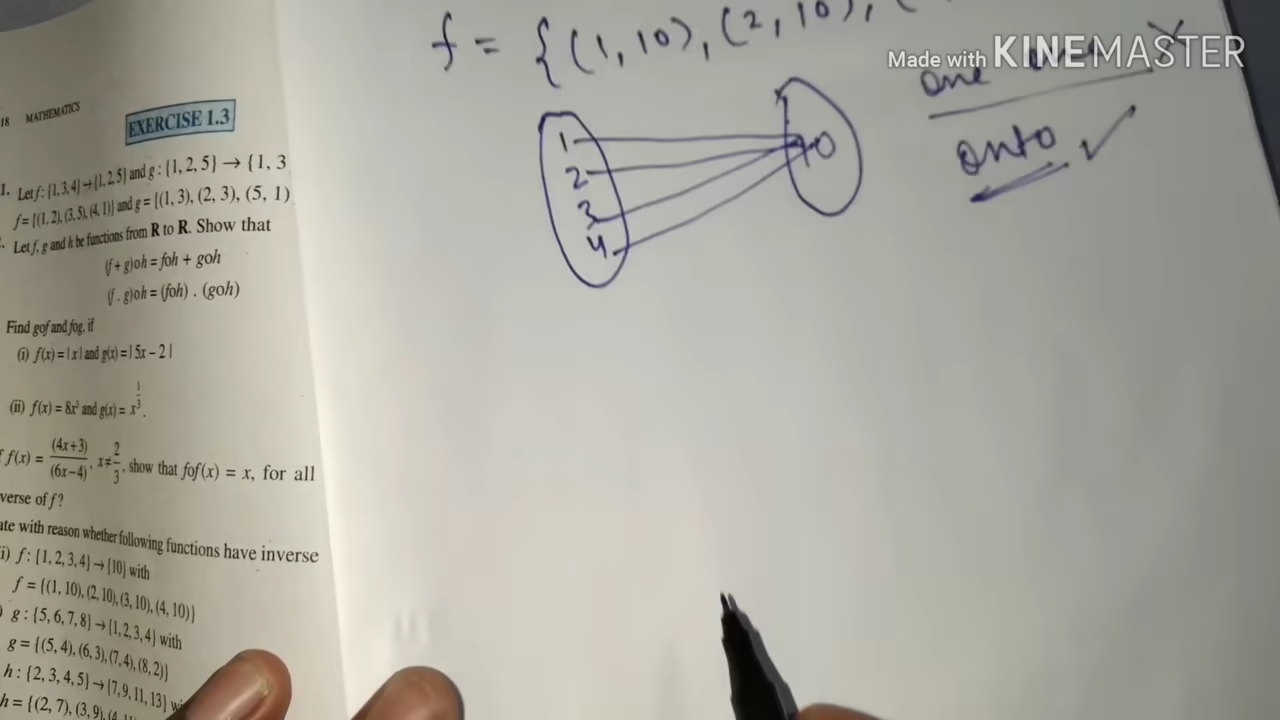 18 MATHEMATICS
EXERCISE 1.3
1. Let f : {1, 3, 4} → {1, 2, 5} and g : {1, 2, 5} → {1, 3
f = {(1, 2), (3, 5), (4, 1)} and g = {(1, 3), (2, 3), (5, 1)
. Let f, g and h be functions from R to R. Show that
(f + g)oh = foh + goh
(f . g)oh = (foh) . (goh)
Find gof and fog, if
(i) f(x) = | x | and g(x) = | 5x – 2 |
(ii) f(x) = 8x³ and g(x) = x^(1/3).
f f(x) = (4x+3)/(6x–4), x ≠ 2/3, show that fof(x) = x, for all
verse of f?
ate with reason whether following functions have inverse
i) f : {1, 2, 3, 4} → {10} with
f = {(1, 10), (2, 10), (3, 10), (4, 10)}
) g : {5, 6, 7, 8} → {1, 2, 3, 4} with
g = {(5, 4), (6, 3), (7, 4), (8, 2)}
h : {2, 3, 4, 5} → {7, 9, 11, 13} wi
h = {(2, 7), (3, 9), (4, 11)
f = {(1, 10), (2, 10), (
Made with KINEMASTER
one one ✗
onto ✓
1
2
3
4
10